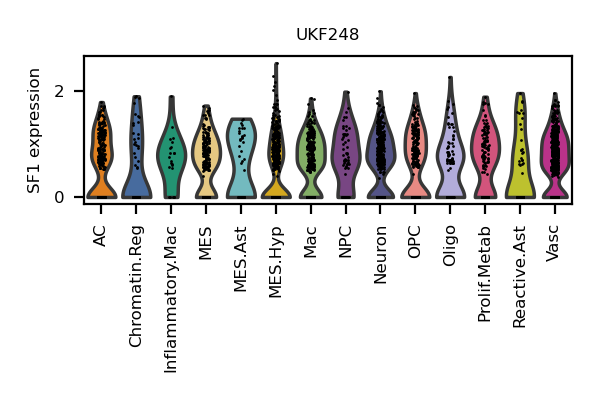 UKF248
SF1 expression
2
0
AC
Chromatin.Reg
Inflammatory.Mac
MES
MES.Ast
MES.Hyp
Mac
NPC
Neuron
OPC
Oligo
Prolif.Metab
Reactive.Ast
Vasc